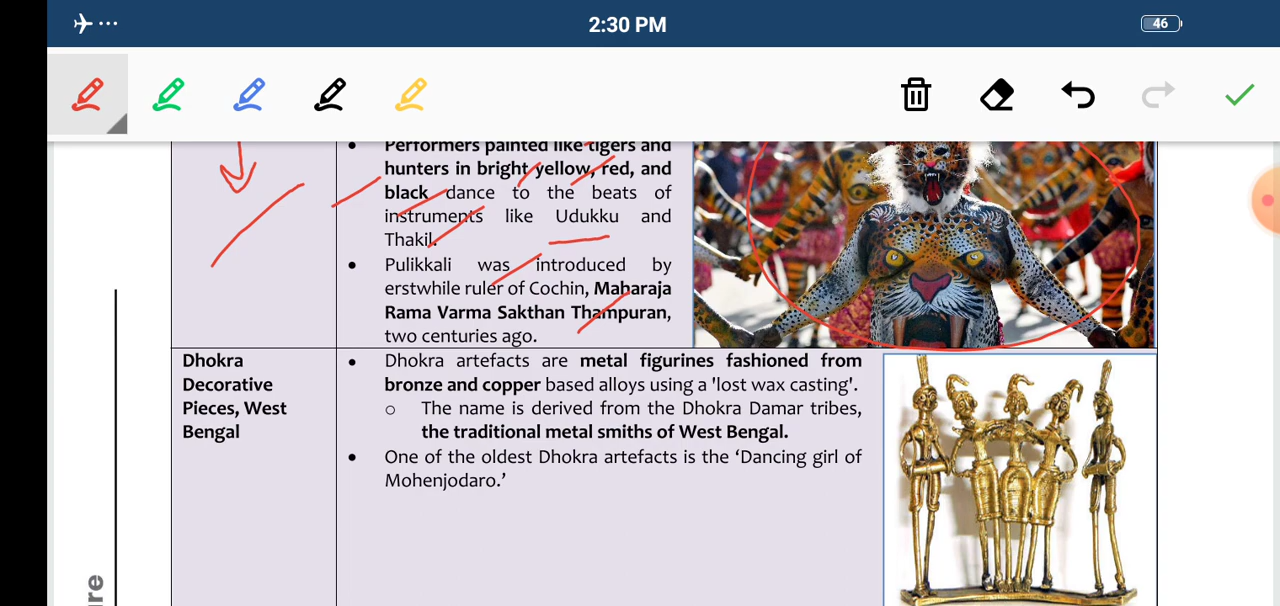 2:30 PM
46
Performers painted like tigers and
hunters in bright yellow, red, and
black dance to the beats of
instruments like Udukku and
Thakil.
Pulikkali was introduced by
erstwhile ruler of Cochin, Maharaja
Rama Varma Sakthan Thampuran,
two centuries ago.
Dhokra
Decorative
Pieces, West
Bengal
Dhokra artefacts are metal figurines fashioned from
bronze and copper based alloys using a 'lost wax casting'.
The name is derived from the Dhokra Damar tribes,
the traditional metal smiths of West Bengal.
One of the oldest Dhokra artefacts is the ‘Dancing girl of
Mohenjodaro.’
re